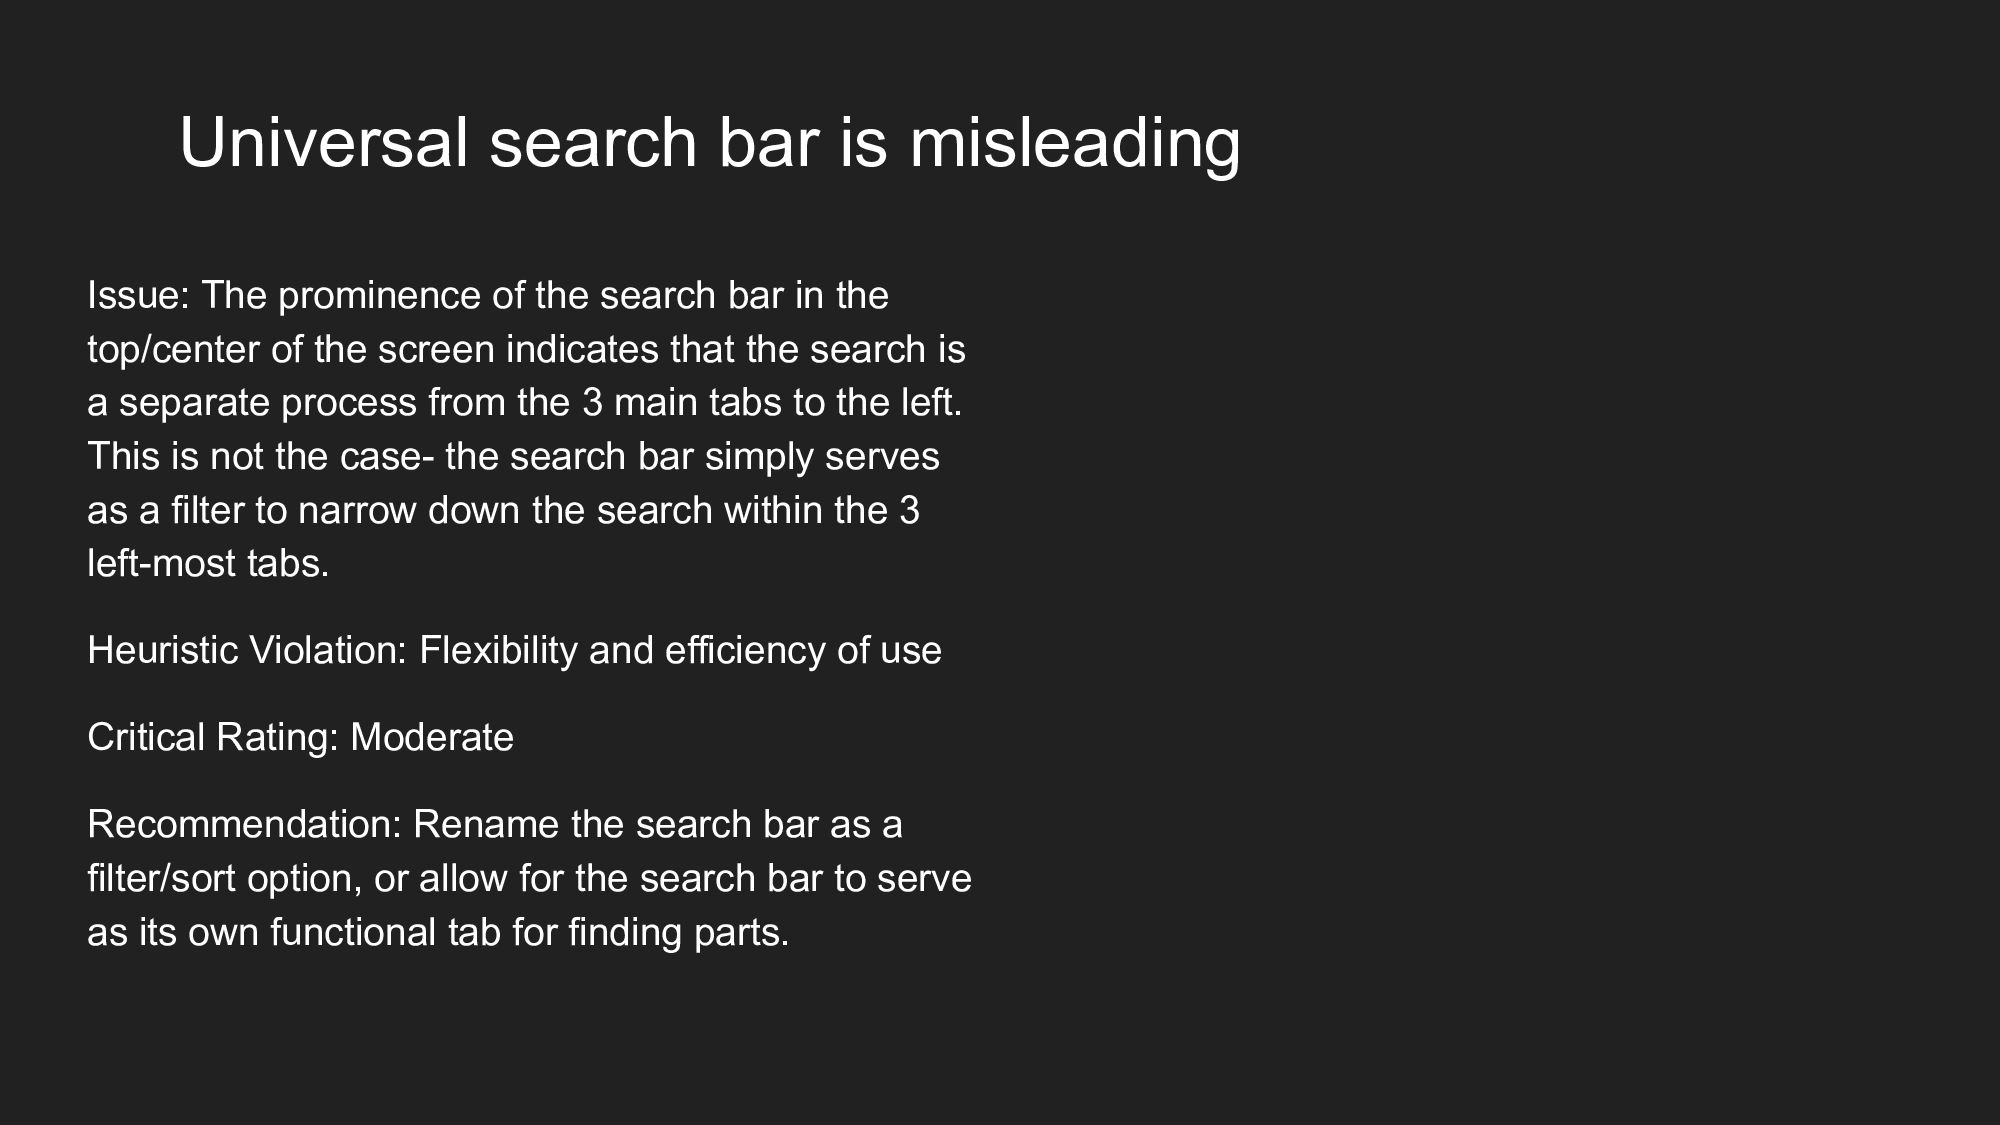 Universal search bar is misleading
Issue: The prominence of the search bar in the
top/center of the screen indicates that the search is
a separate process from the 3 main tabs to the left.
This is not the case- the search bar simply serves
as a filter to narrow down the search within the 3
left-most tabs.
Heuristic Violation: Flexibility and efficiency of use
Critical Rating: Moderate
Recommendation: Rename the search bar as a
filter/sort option, or allow for the search bar to serve
as its own functional tab for finding parts.